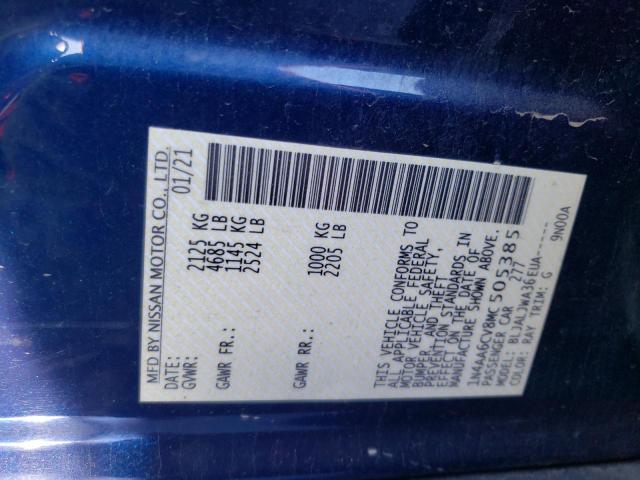 MFD BY NISSAN MOTOR CO., LTD.
DATE: 01/21
GVWR: 2125 KG
4685 LB
GAWR FR.: 1145 KG
2524 LB
GAWR RR.: 1000 KG
2205 LB
THIS VEHICLE CONFORMS TO
ALL APPLICABLE FEDERAL
MOTOR VEHICLE SAFETY,
BUMPER, AND THEFT
PREVENTION STANDARDS IN
EFFECT ON THE DATE OF
MANUFACTURE SHOWN ABOVE.
1N4AA6CV8MC505385
PASSENGER CAR 277
MODEL: BLJALJWA36EUA-----
COLOR: RAY TRIM: G 9N00A